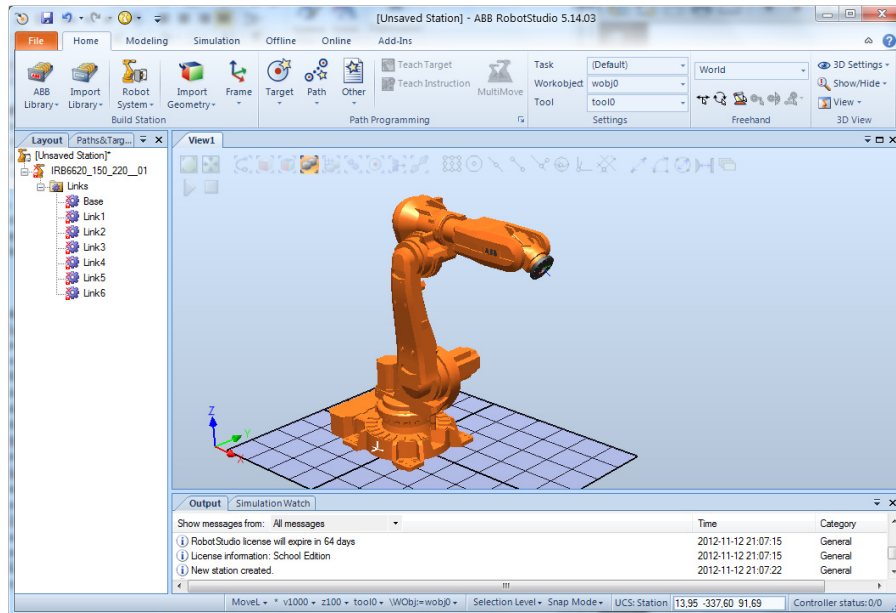 [Unsaved Station] - ABB RobotStudio 5.14.03
File Home Modeling Simulation Offline Online Add-Ins
ABB Library
Import Library
Robot System
Import Geometry
Frame
Target
Path
Other
Teach Target
Teach Instruction
MultiMove
Task (Default)
Workobject wobj0
Tool tool0
World
3D Settings
Show/Hide
View
Build Station Path Programming Settings Freehand 3D View
Layout Paths&Targ... View1
[Unsaved Station]*
IRB6620_150_220__01
Links
Base
Link1
Link2
Link3
Link4
Link5
Link6
ABB
Z
Y
X
Output Simulation Watch
Show messages from: All messages Time Category
RobotStudio license will expire in 64 days 2012-11-12 21:07:15 General
License information: School Edition 2012-11-12 21:07:15 General
New station created. 2012-11-12 21:07:22 General
MoveL * v1000 z100 tool0 \WObj:=wobj0 Selection Level Snap Mode UCS: Station 13,95 -337,60 91,69 Controller status: 0/0